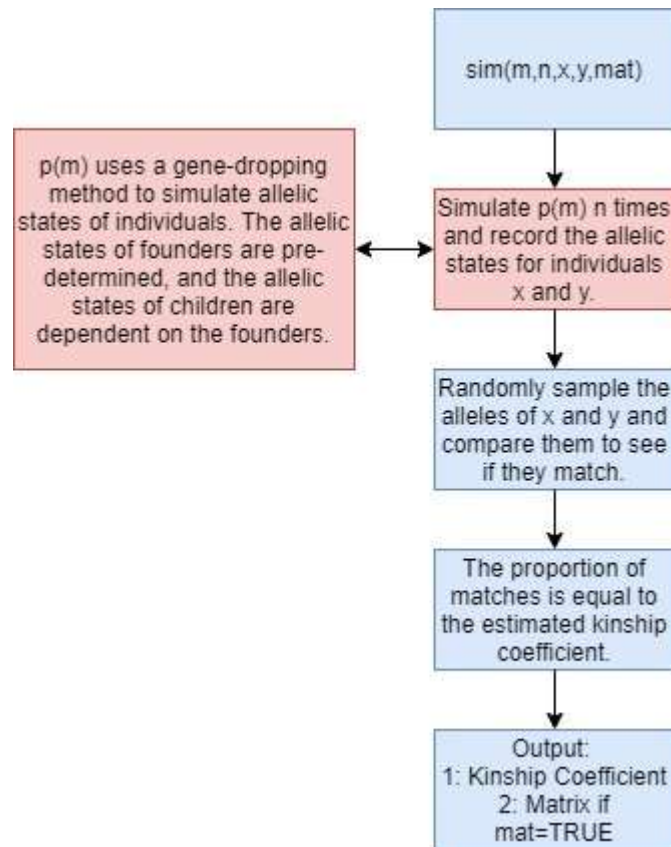 sim(m,n,x,y,mat)
p(m) uses a gene-dropping
method to simulate allelic
states of individuals. The allelic
states of founders are pre-
determined, and the allelic
states of children are
dependent on the founders.
Simulate p(m) n times
and record the allelic
states for individuals
x and y.
Randomly sample the
alleles of x and y and
compare them to see
if they match.
The proportion of
matches is equal to
the estimated kinship
coefficient.
Output:
1: Kinship Coefficient
2: Matrix if
mat=TRUE